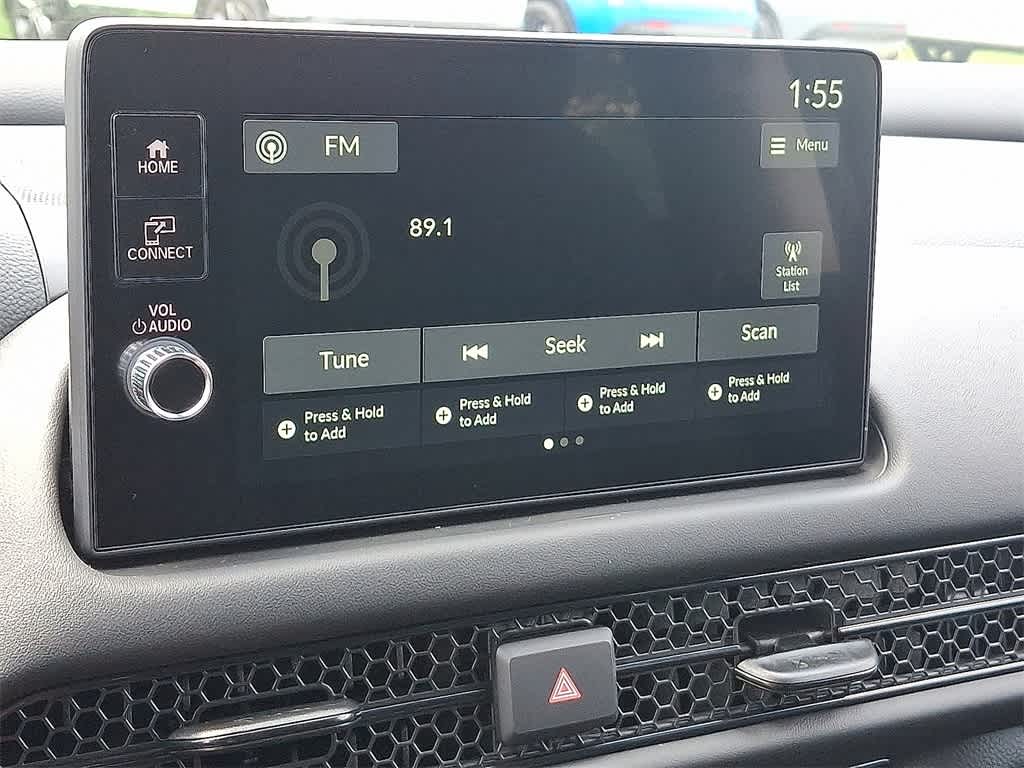 1:55
HOME
FM
Menu
CONNECT
89.1
Station
List
VOL
AUDIO
Tune
Seek
Scan
Press & Hold
to Add
Press & Hold
to Add
Press & Hold
to Add
Press & Hold
to Add